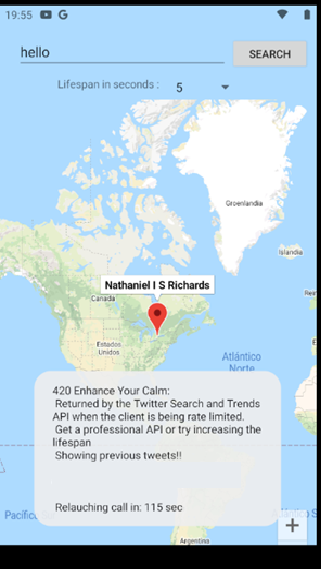 19:55
hello
SEARCH
Lifespan in seconds :
5
Groenlandia
Islandia
Nathaniel I S Richards
Canadá
Estados
Unidos
Atlántico
Norte
420 Enhance Your Calm:
Returned by the Twitter Search and Trends
API when the client is being rate limited.
Get a professional API or try increasing the
lifespan
Showing previous tweets!!
Relauching call in: 115 sec
Pacífic
Argentina
+